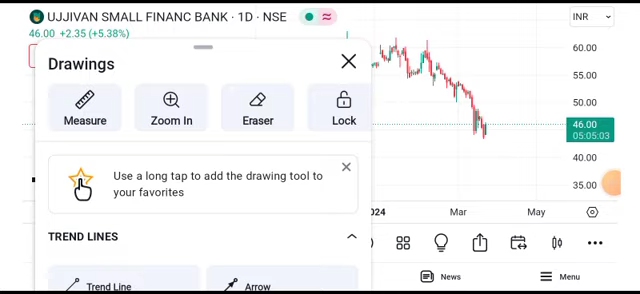 UJJIVAN SMALL FINANC BANK · 1D · NSE
INR
46.00 +2.35 (+5.38%)
60.00
Drawings
55.00
Measure
Zoom In
Eraser
Lock
50.00
46.00
05:05:03
40.00
Use a long tap to add the drawing tool to
your favorites
35.00
2024
Mar
May
TREND LINES
News
Menu
Trend Line
Arrow